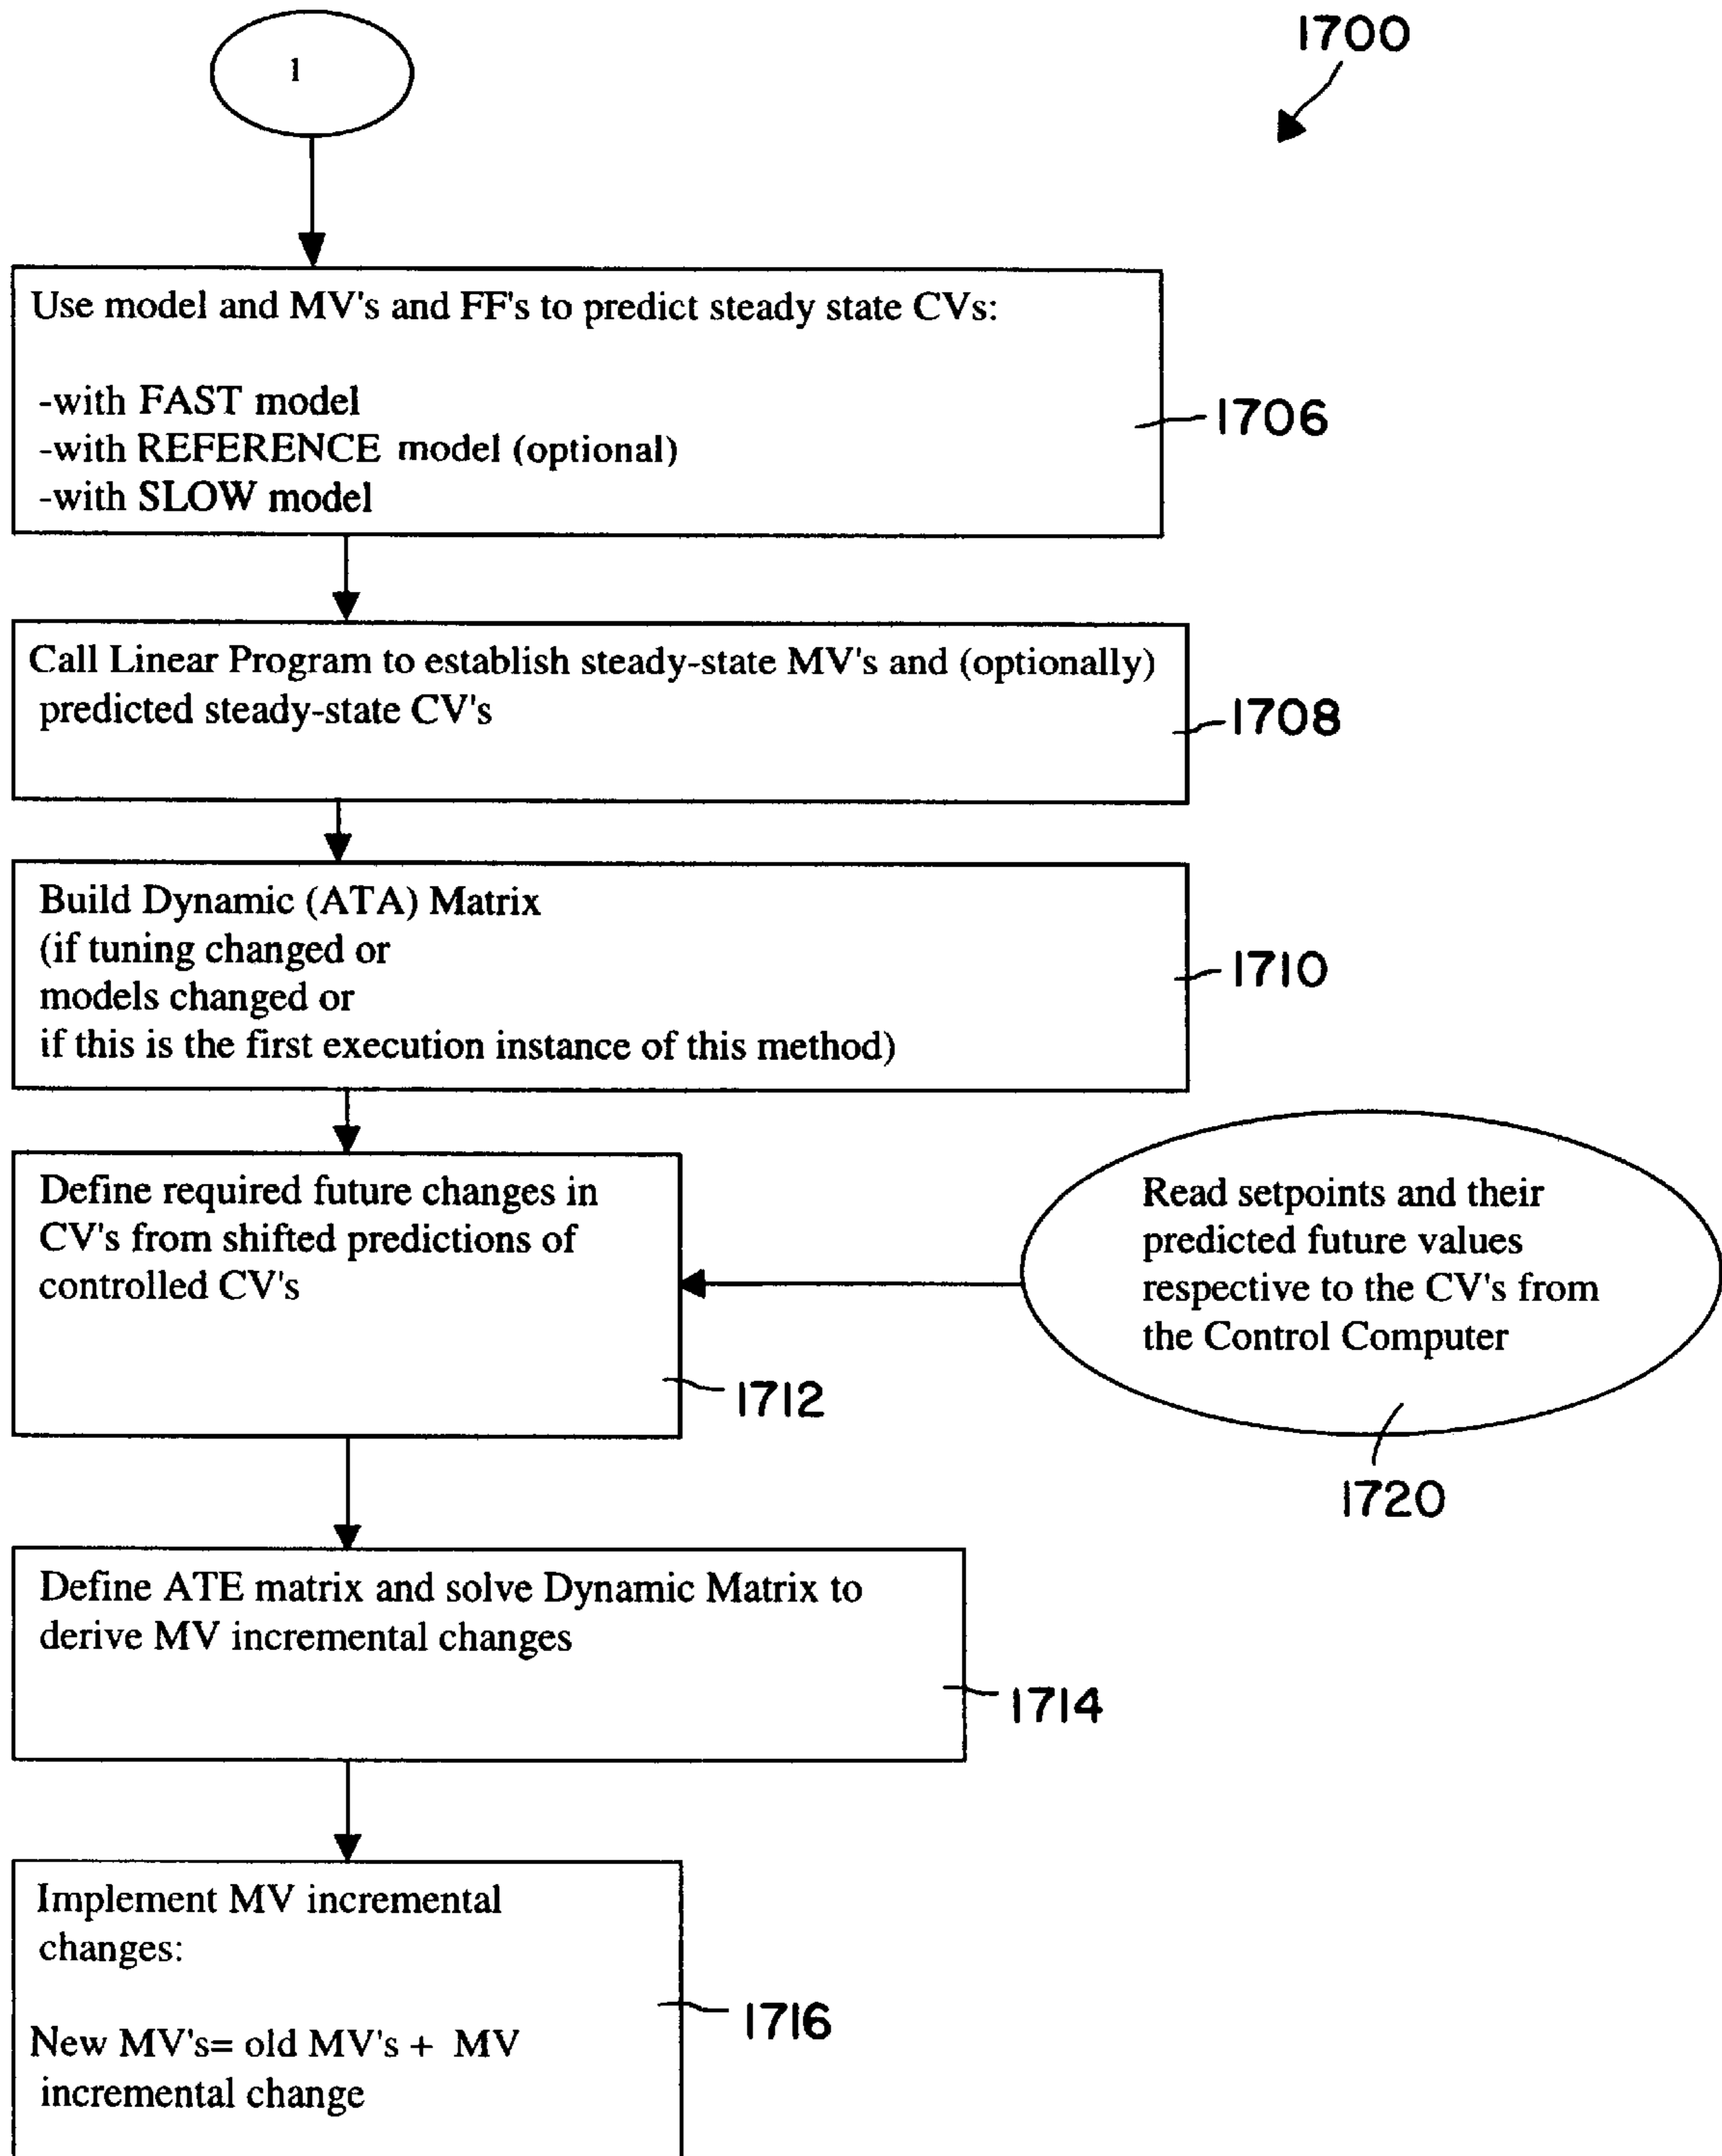 1
1700
Use model and MV's and FF's to predict steady state CVs:
-with FAST model
-with REFERENCE model (optional)
-with SLOW model
1706
Call Linear Program to establish steady-state MV's and (optionally)
predicted steady-state CV's
1708
Build Dynamic (ATA) Matrix
(if tuning changed or
models changed or
if this is the first execution instance of this method)
1710
Define required future changes in
CV's from shifted predictions of
controlled CV's
1712
Read setpoints and their
predicted future values
respective to the CV's from
the Control Computer
1720
Define ATE matrix and solve Dynamic Matrix to
derive MV incremental changes
1714
Implement MV incremental
changes:
New MV's= old MV's + MV
incremental change
1716